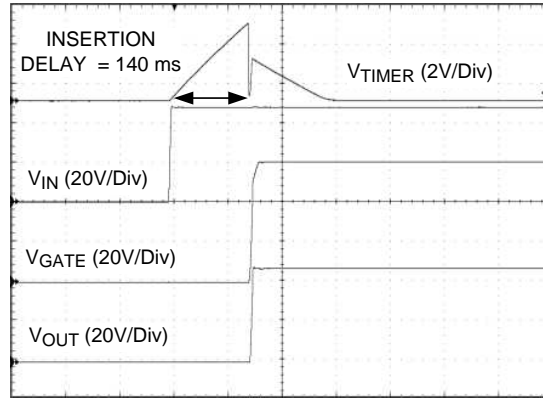 INSERTION
DELAY = 140 ms
VTIMER (2V/Div)
VIN (20V/Div)
VGATE (20V/Div)
VOUT (20V/Div)